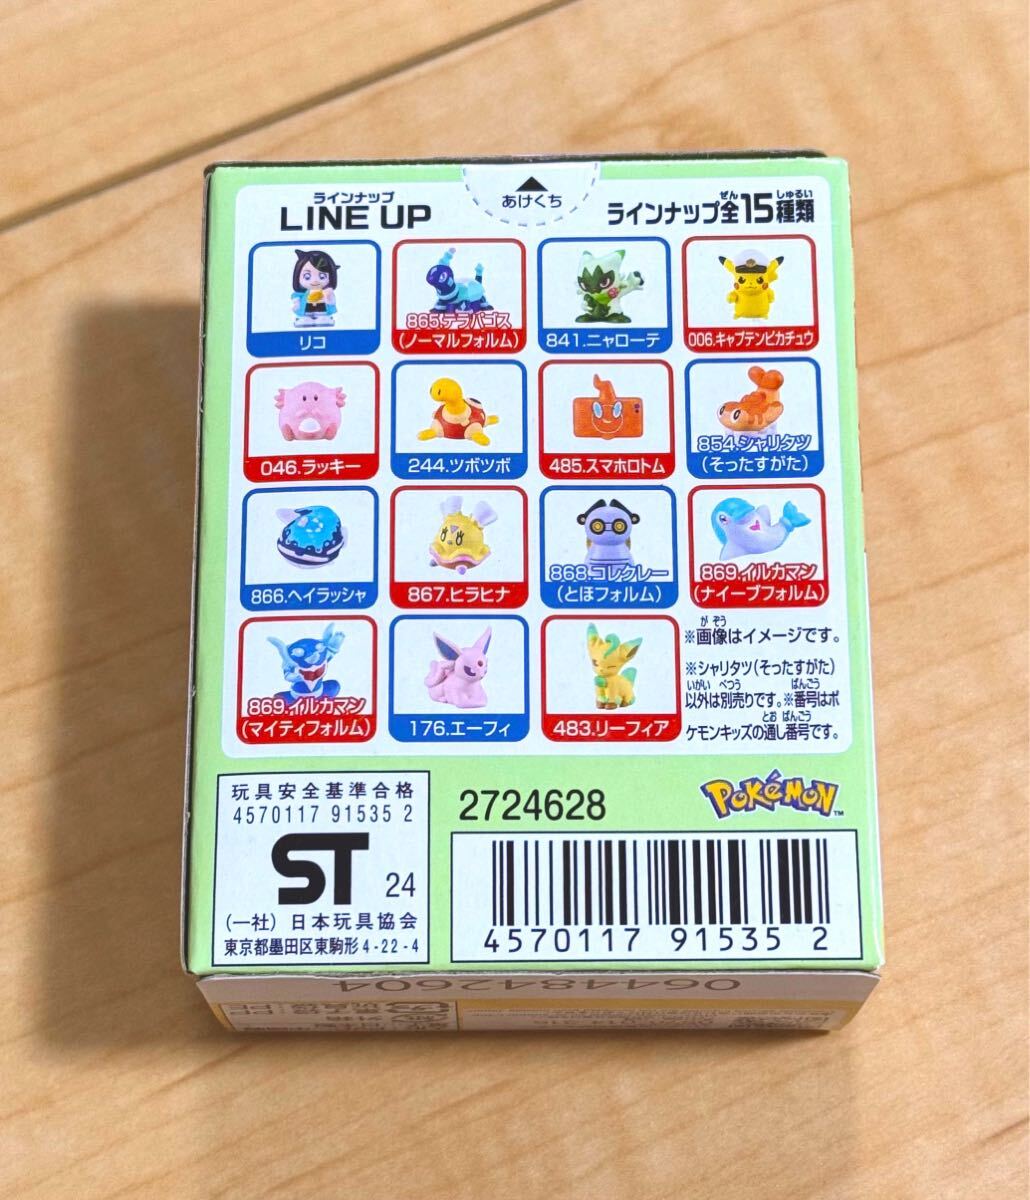 ラインナップ
LINE UP
あけくち
ラインナップ全15種類
ぜん しゅるい
リコ
865.テラパゴス
(ノーマルフォルム)
841.ニャローテ
006.キャプテンピカチュウ
046.ラッキー
244.ツボツボ
485.スマホロトム
854.シャリタツ
(そったすがた)
866.ヘイラッシャ
867.ヒラヒナ
868.コレクレー
(とほフォルム)
869.イルカマン
(ナイーブフォルム)
869.イルカマン
(マイティフォルム)
176.エーフィ
483.リーフィア
がぞう
※画像はイメージです。
※シャリタツ(そったすがた)
いがい べつう ばんごう
以外は別売りです。※番号はポ
とお ばんごう
ケモンキッズの通し番号です。
玩具安全基準合格
4570117 91535 2
ST 24
(一社) 日本玩具協会
東京都墨田区東駒形4-22-4
2724628
POKéMON
TM
4570117 915352
0644842604